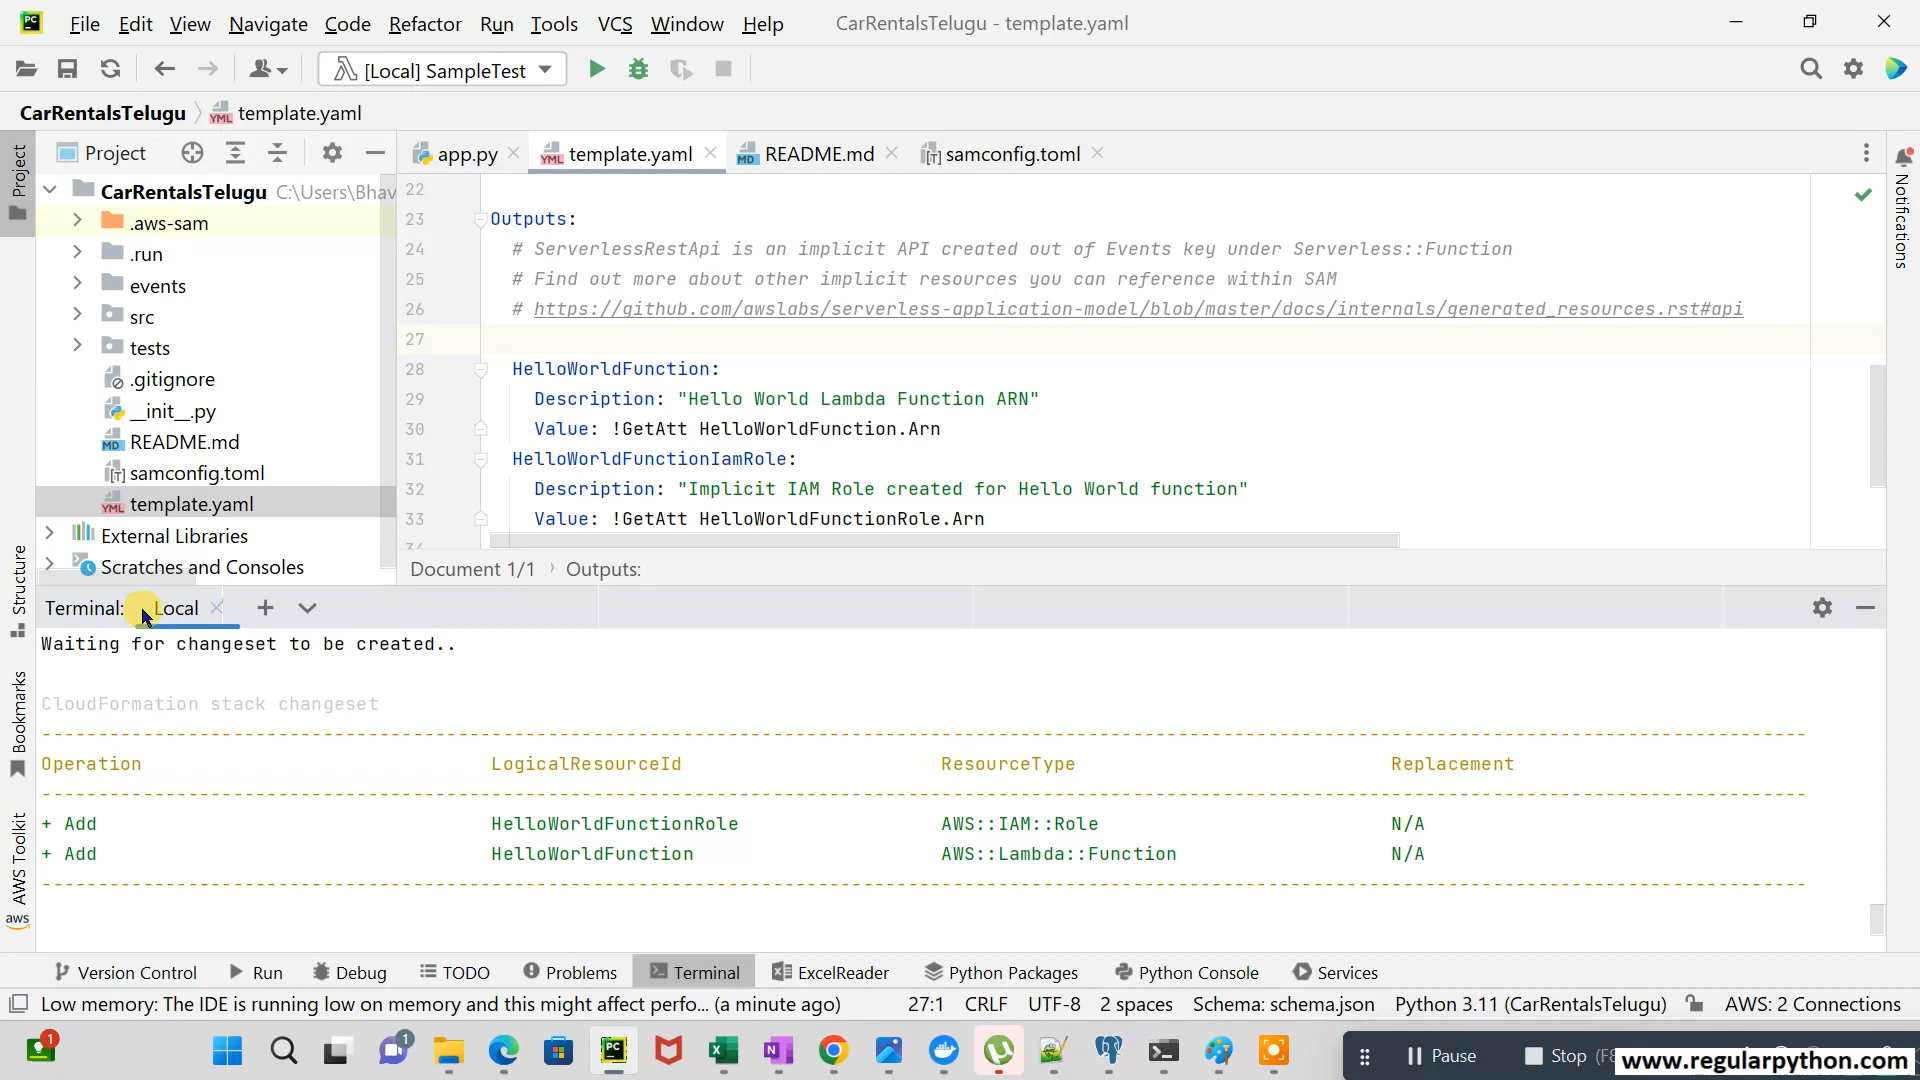 File Edit View Navigate Code Refactor Run Tools VCS Window Help CarRentalsTelugu - template.yaml
[Local] SampleTest
CarRentalsTelugu template.yaml
Project
app.py template.yaml README.md samconfig.toml
CarRentalsTelugu C:\Users\Bhav
.aws-sam
.run
events
src
tests
.gitignore
__init__.py
README.md
samconfig.toml
template.yaml
External Libraries
Scratches and Consoles
22
23 Outputs:
24 # ServerlessRestApi is an implicit API created out of Events key under Serverless::Function
25 # Find out more about other implicit resources you can reference within SAM
26 # https://github.com/awslabs/serverless-application-model/blob/master/docs/internals/generated_resources.rst#api
27
28 HelloWorldFunction:
29 Description: "Hello World Lambda Function ARN"
30 Value: !GetAtt HelloWorldFunction.Arn
31 HelloWorldFunctionIamRole:
32 Description: "Implicit IAM Role created for Hello World function"
33 Value: !GetAtt HelloWorldFunctionRole.Arn
34
Document 1/1 Outputs:
Project
Structure
Bookmarks
AWS Toolkit
aws
Notifications
Terminal: Local
Waiting for changeset to be created..
CloudFormation stack changeset
Operation LogicalResourceId ResourceType Replacement
+ Add HelloWorldFunctionRole AWS::IAM::Role N/A
+ Add HelloWorldFunction AWS::Lambda::Function N/A
Version Control Run Debug TODO Problems Terminal ExcelReader Python Packages Python Console Services
Low memory: The IDE is running low on memory and this might affect perfo... (a minute ago) 27:1 CRLF UTF-8 2 spaces Schema: schema.json Python 3.11 (CarRentalsTelugu) AWS: 2 Connections
1 1 Pause Stop (F8
www.regularpython.com